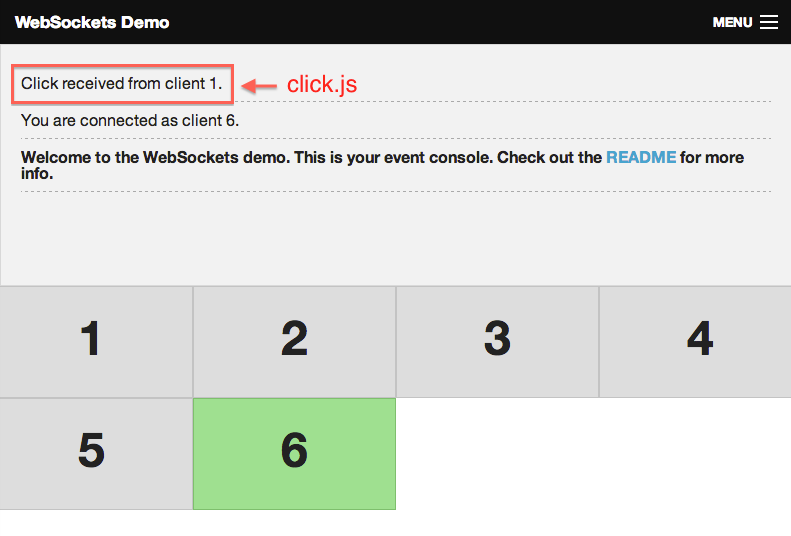 WebSockets Demo
MENU
Click received from client 1.
click.js
You are connected as client 6.
Welcome to the WebSockets demo. This is your event console. Check out the README for more
info.
1
2
3
4
5
6